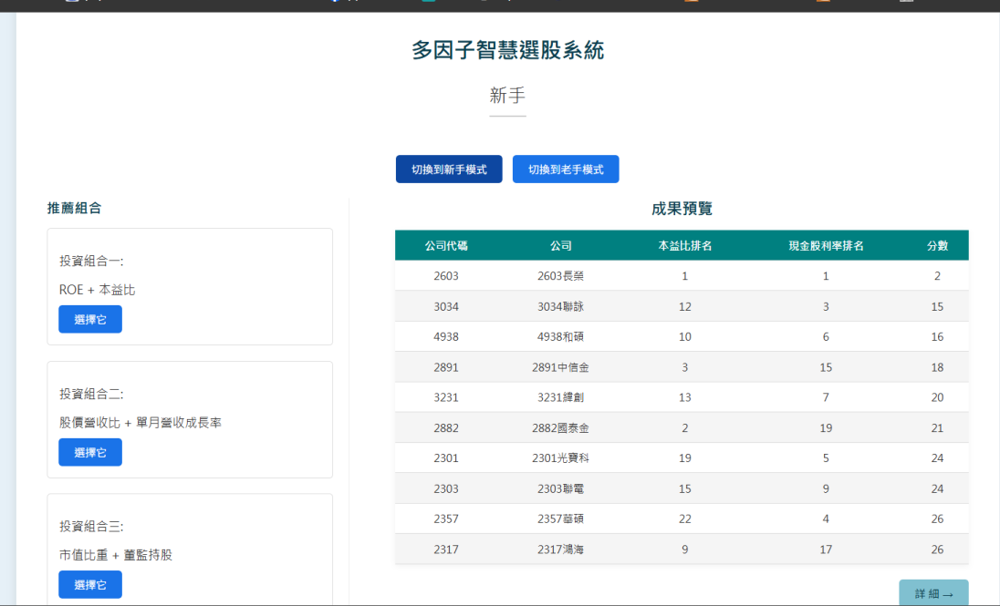 多因子智慧選股系統
新手
切換到新手模式 切換到老手模式
推薦組合
投資組合一:
ROE + 本益比
選擇它
投資組合二:
股價營收比 + 單月營收成長率
選擇它
投資組合三:
市值比重 + 董監持股
選擇它
成果預覽
公司代碼 公司 本益比排名 現金股利率排名 分數
2603 2603長榮 1 1 2
3034 3034聯詠 12 3 15
4938 4938和碩 10 6 16
2891 2891中信金 3 15 18
3231 3231緯創 13 7 20
2882 2882國泰金 2 19 21
2301 2301光寶科 19 5 24
2303 2303聯電 15 9 24
2357 2357華碩 22 4 26
2317 2317鴻海 9 17 26
詳 細 →